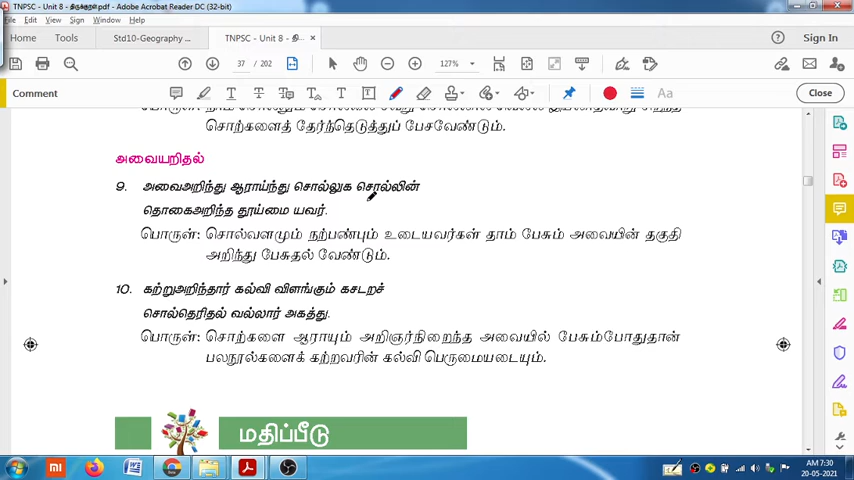 TNPSC - Unit 8 - திருக்குறள்.pdf - Adobe Acrobat Reader DC (32-bit)
File Edit View Sign Window Help
Home Tools Std10-Geography ... TNPSC - Unit 8 - தி... × Sign In
37 / 202 127%
Comment Close
சொற்களைத் தேர்ந்தெடுத்துப் பேசவேண்டும்.
அவையறிதல்
9. அவைஅறிந்து ஆராய்ந்து சொல்லுக சொல்லின்
தொகைஅறிந்த தூய்மை யவர்.
பொருள்: சொல்வளமும் நற்பண்பும் உடையவர்கள் தாம் பேசும் அவையின் தகுதி
அறிந்து பேசுதல் வேண்டும்.
10. கற்றுஅறிந்தார் கல்வி விளங்கும் கசடறச்
சொல்தெரிதல் வல்லார் அகத்து.
பொருள்: சொற்களை ஆராயும் அறிஞர்நிறைந்த அவையில் பேசும்போதுதான்
பலநூல்களைக் கற்றவரின் கல்வி பெருமையடையும்.
மதிப்பீடு
AM 7:30
20-05-2021